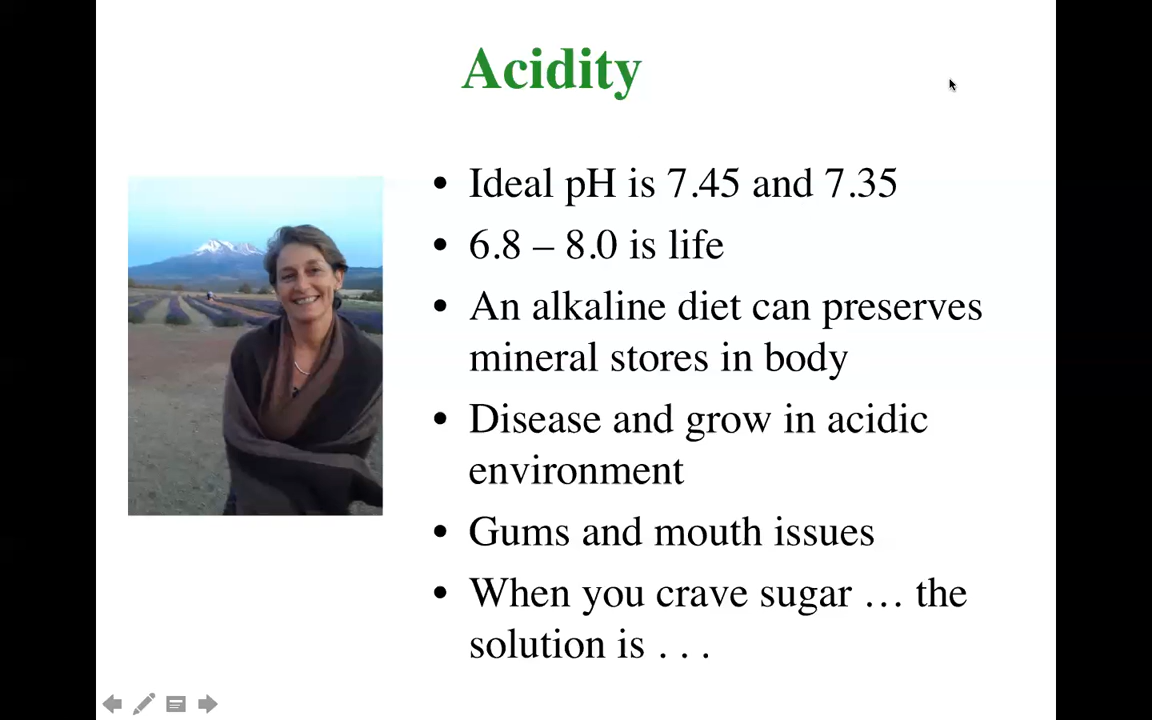 Acidity
• Ideal pH is 7.45 and 7.35
• 6.8 – 8.0 is life
• An alkaline diet can preserves
mineral stores in body
• Disease and grow in acidic
environment
• Gums and mouth issues
• When you crave sugar … the
solution is . . .